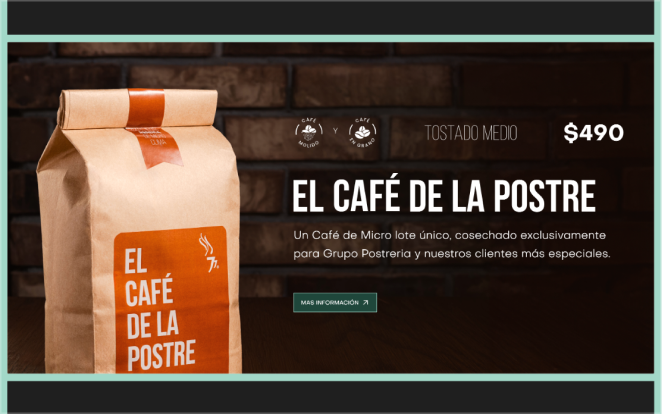 CAFÉ
MOLIDO
Y
CAFÉ
EN GRANO
TOSTADO MEDIO
$490
EL CAFÉ DE LA POSTRE
Un Café de Micro lote único, cosechado exclusivamente
para Grupo Postreria y nuestros clientes más especiales.
MAS INFORMACIÓN
EL
CAFÉ
DE LA
POSTRE